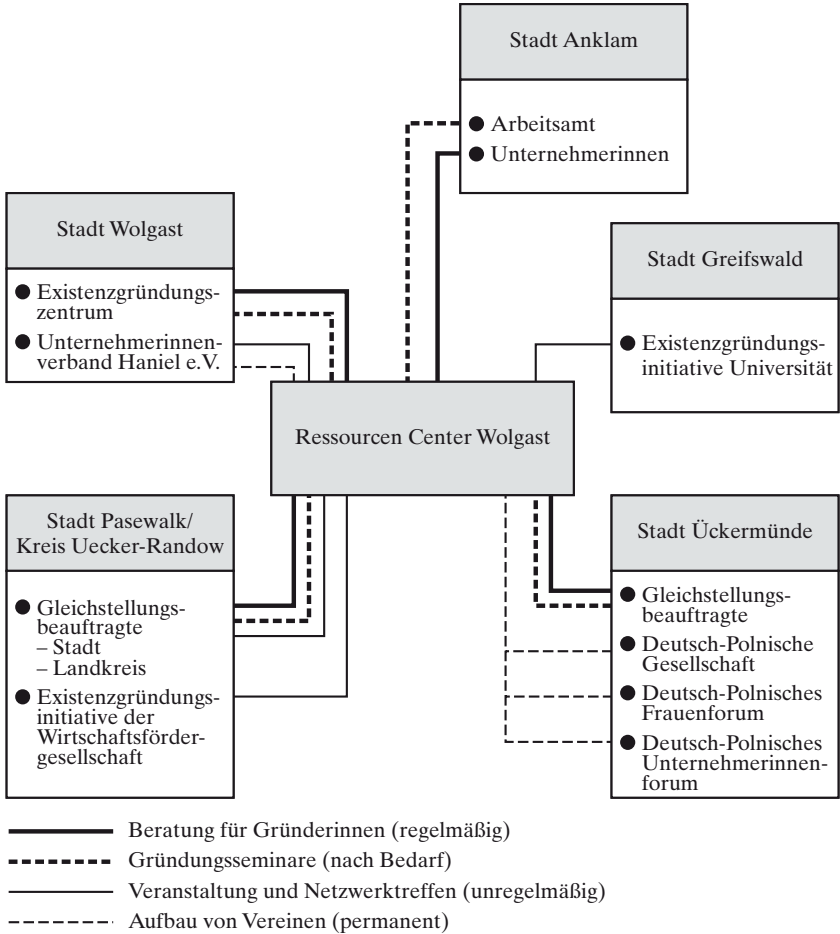 Stadt Anklam
● Arbeitsamt
● Unternehmerinnen
Stadt Wolgast
● Existenzgründungs-
zentrum
● Unternehmerinnen-
verband Haniel e.V.
Stadt Greifswald
● Existenzgründungs-
initiative Universität
Ressourcen Center Wolgast
Stadt Pasewalk/
Kreis Uecker-Randow
● Gleichstellungs-
beauftragte
– Stadt
– Landkreis
● Existenzgründungs-
initiative der
Wirtschaftsförder-
gesellschaft
Stadt Ückermünde
● Gleichstellungs-
beauftragte
● Deutsch-Polnische
Gesellschaft
● Deutsch-Polnisches
Frauenforum
● Deutsch-Polnisches
Unternehmerinnen-
forum
Beratung für Gründerinnen (regelmäßig)
Gründungsseminare (nach Bedarf)
Veranstaltung und Netzwerktreffen (unregelmäßig)
Aufbau von Vereinen (permanent)